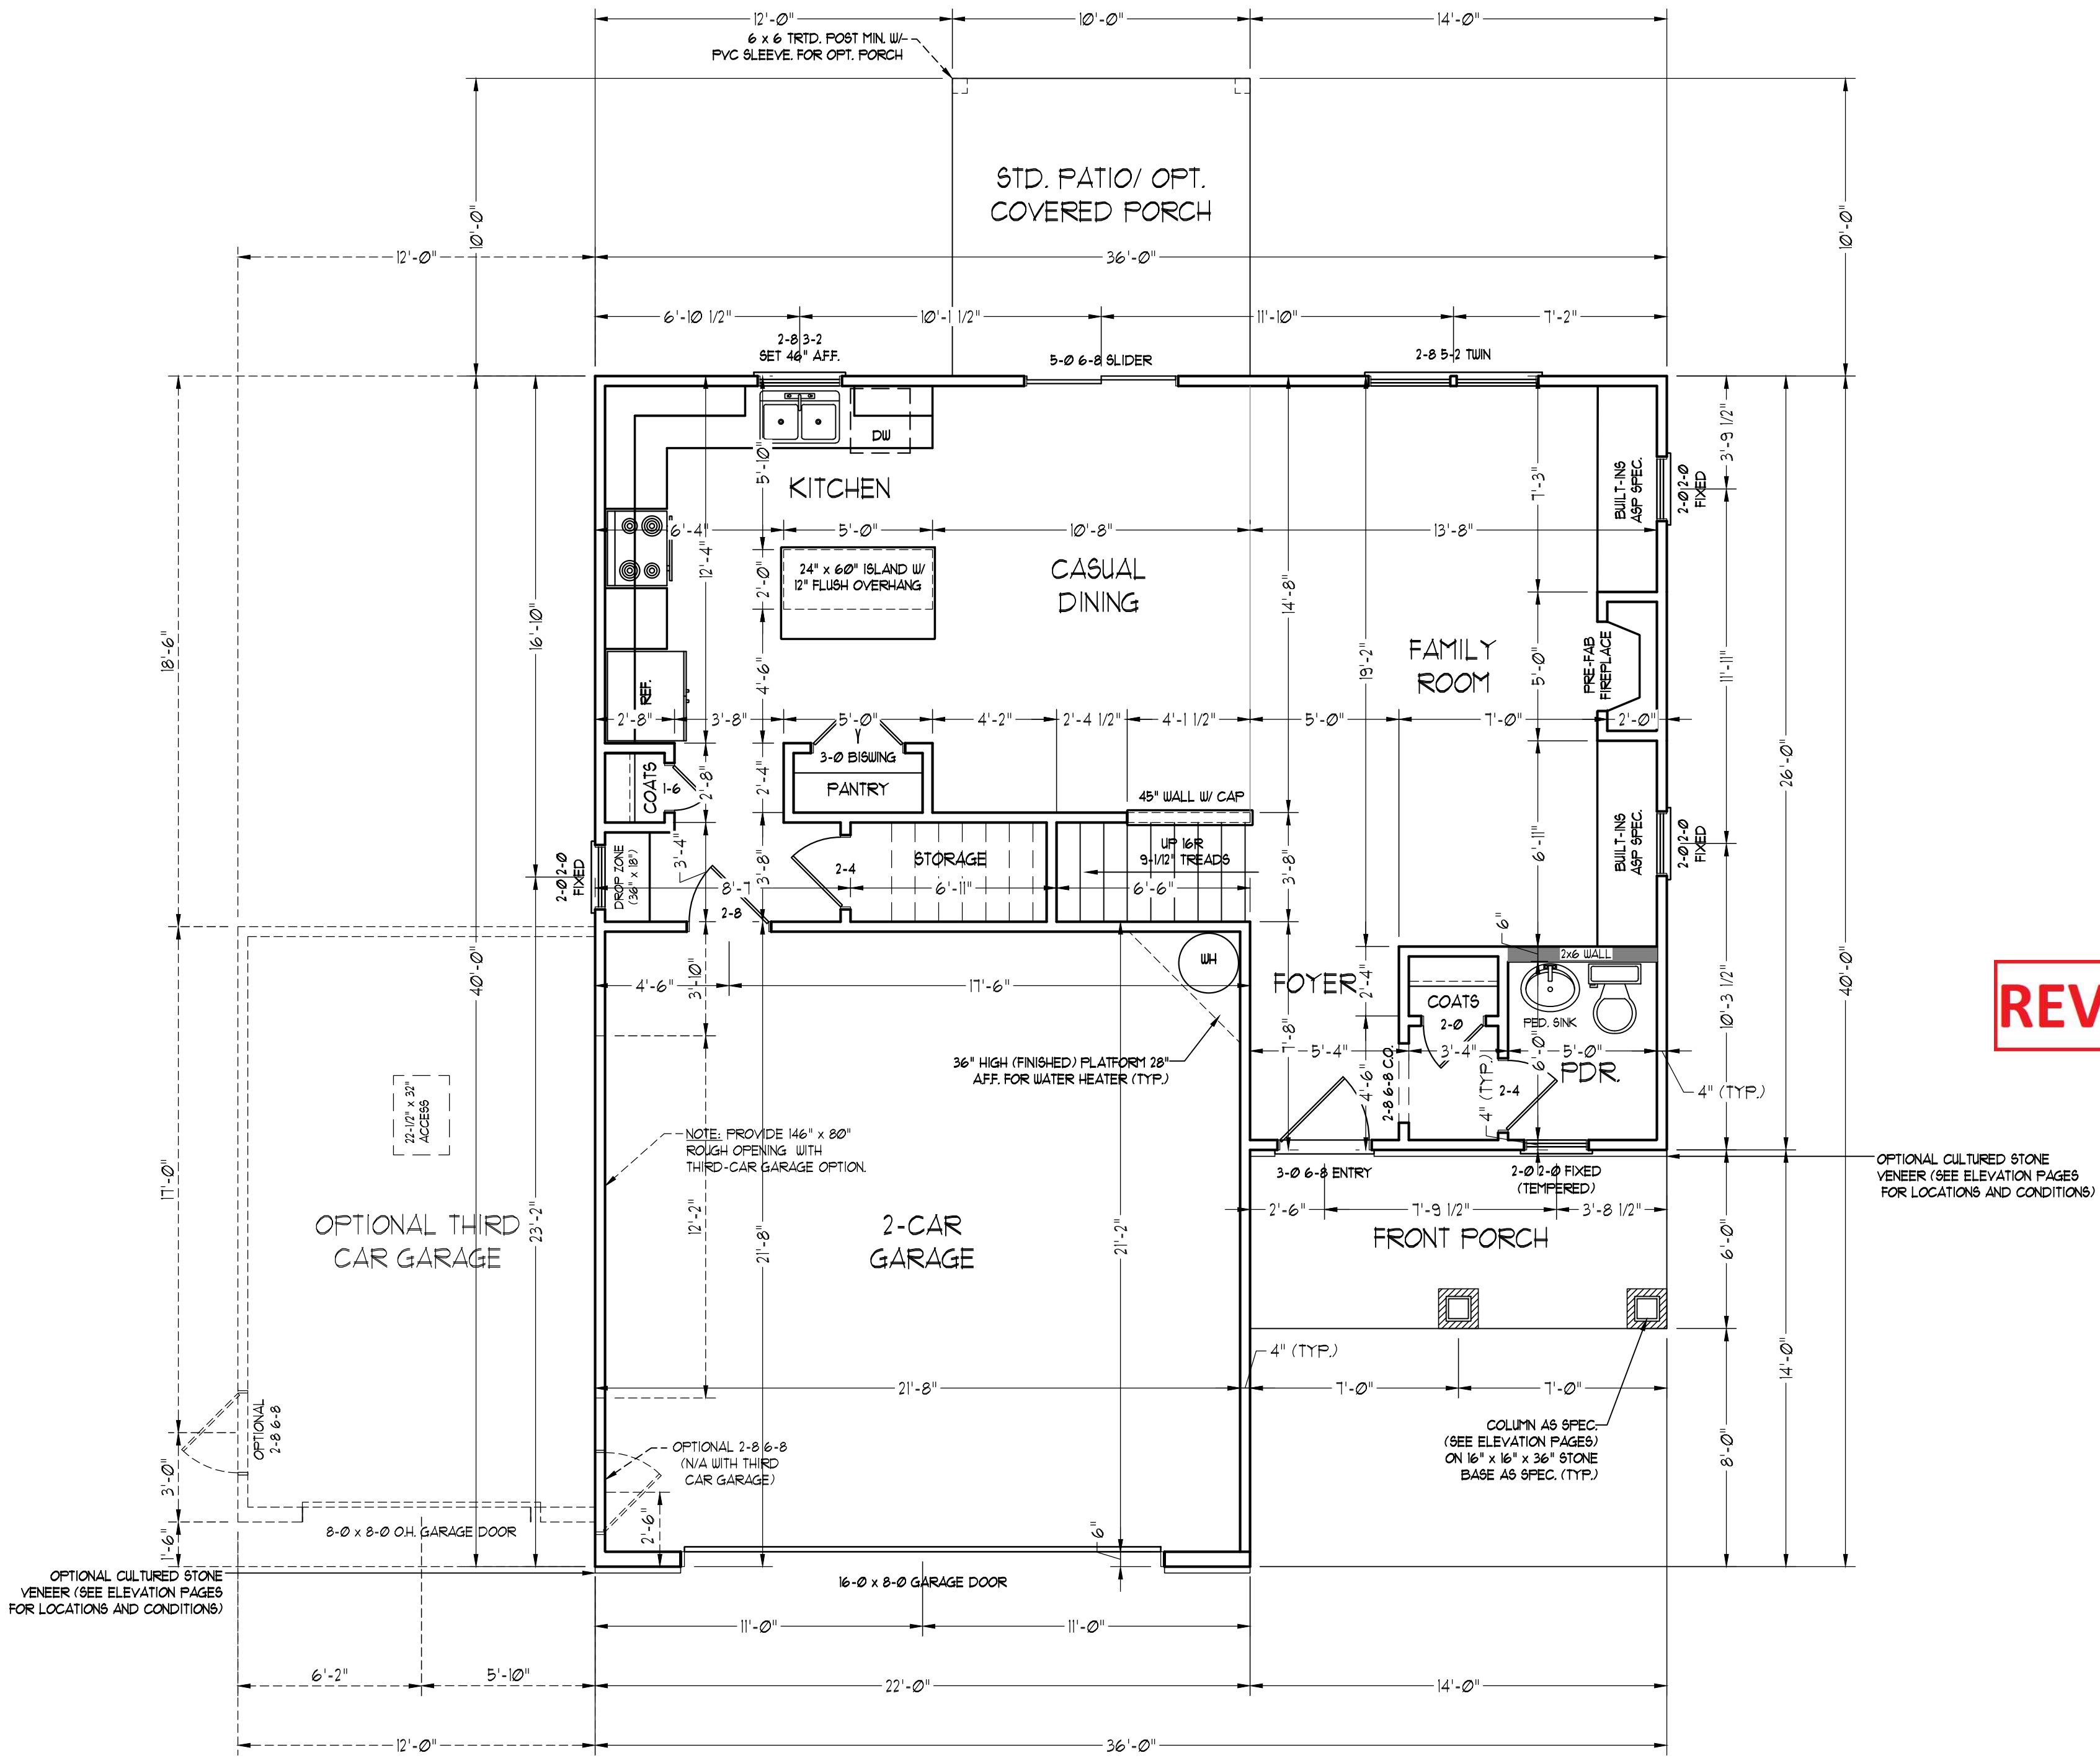 12'-0"
10'-0"
14'-0"
6 x 6 TRTD. POST MIN. W/
PVC SLEEVE. FOR OPT. PORCH
STD. PATIO/ OPT.
COVERED PORCH
10'-0"
10'-0"
12'-0"
36'-0"
6'-10 1/2"
10'-1 1/2"
11'-10"
7'-2"
2-8 3-2
SET 46" A.F.F.
5-0 6-8 SLIDER
2-8 5-2 TWIN
DW
KITCHEN
5'-10"
7'-3"
BUILT-INS
ASP SPEC.
2-0 2-0
FIXED
3'-9 1/2"
6'-4"
5'-0"
10'-8"
13'-8"
12'-4"
2'-0"
24" x 60" ISLAND W/
12" FLUSH OVERHANG
CASUAL
DINING
14'-8"
18'-6"
16'-10"
4'-6"
19'-2"
FAMILY
ROOM
5'-0"
PRE-FAB
FIREPLACE
11'-11"
REF.
2'-8"
3'-8"
5'-0"
4'-2"
2'-4 1/2"
4'-1 1/2"
5'-0"
7'-0"
2'-0"
26'-0"
3-0 BISWING
PANTRY
COATS
1-6
2'-8"
2'-4"
45" WALL W/ CAP
2-0 2-0
FIXED
DROP ZONE
(36" x 18")
3'-4"
3'-8"
8'-7
2-8
2-4
STORAGE
6'-11"
UP 16R
9-1/12" TREADS
6'-6"
3'-8"
6'-11"
BUILT-INS
ASP SPEC.
2-0 2-0
FIXED
6"
2x6 WALL
WH
40'-0"
4'-6"
3'-10"
17'-6"
FOYER
2'-4"
COATS
2-0
PED. SINK
10'-3 1/2"
40'-0"
REV
7'-8"
5'-4"
3'-4"
6'-0"
5'-0"
PDR.
36" HIGH (FINISHED) PLATFORM 28"
A.F.F. FOR WATER HEATER (TYP.)
4'-6"
2-8 6-8 C.O.
4" (TYP.)
2-4
4" (TYP.)
22-1/2" x 32"
ACCESS
NOTE: PROVIDE 146" x 80"
ROUGH OPENING WITH
THIRD-CAR GARAGE OPTION.
3-0 6-8 ENTRY
2-0 2-0 FIXED
(TEMPERED)
OPTIONAL CULTURED STONE
VENEER (SEE ELEVATION PAGES
FOR LOCATIONS AND CONDITIONS)
17'-0"
2'-6"
7'-9 1/2"
3'-8 1/2"
OPTIONAL THIRD
CAR GARAGE
23'-2"
12'-2"
21'-8"
2-CAR
GARAGE
21'-2"
FRONT PORCH
6'-0"
4" (TYP.)
14'-0"
21'-8"
7'-0"
7'-0"
OPTIONAL
2-8 6-8
OPTIONAL 2-8 6-8
(N/A WITH THIRD
CAR GARAGE)
COLUMN AS SPEC.
(SEE ELEVATION PAGES)
ON 16" x 16" x 36" STONE
BASE AS SPEC. (TYP.)
8'-0"
3'-0"
8-0 x 8-0 O.H. GARAGE DOOR
2'-6"
6"
1'-6"
OPTIONAL CULTURED STONE
VENEER (SEE ELEVATION PAGES
FOR LOCATIONS AND CONDITIONS)
16-0 x 8-0 GARAGE DOOR
11'-0"
11'-0"
6'-2"
5'-10"
22'-0"
14'-0"
12'-0"
36'-0"